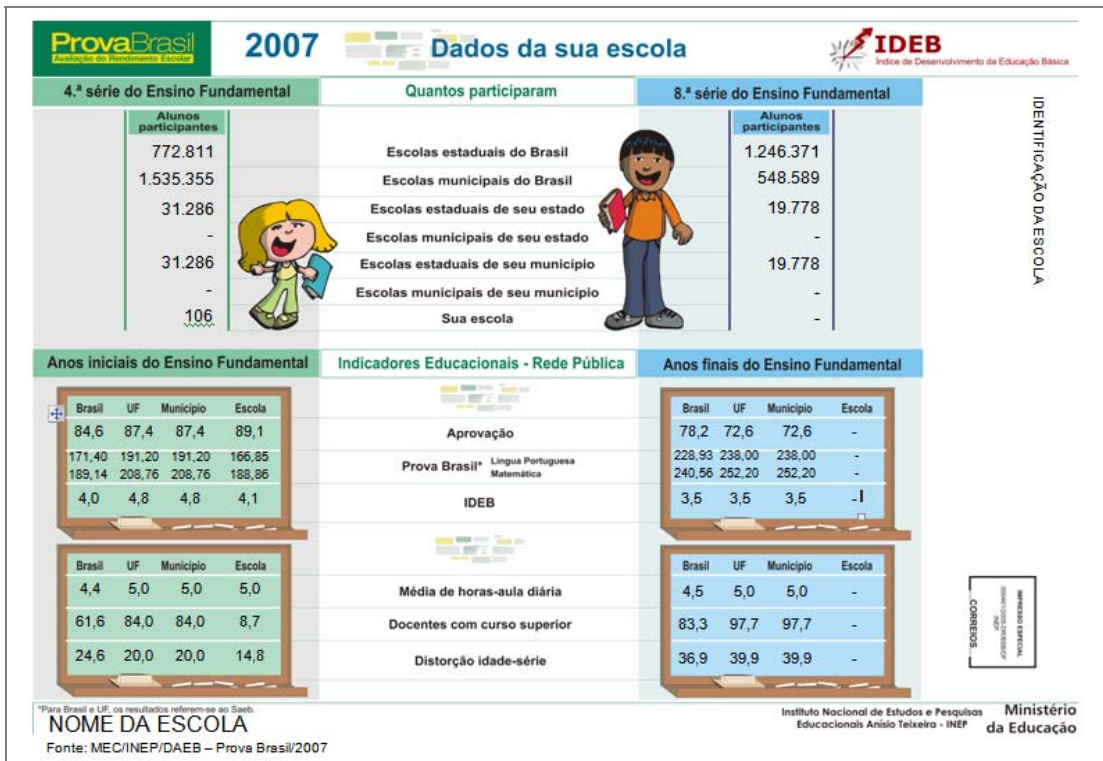 ProvaBrasil
Avaliação do Rendimento Escolar
2007
Dados da sua escola
IDEB
Índice de Desenvolvimento da Educação Básica
4.ª série do Ensino Fundamental
Quantos participaram
8.ª série do Ensino Fundamental
Alunos participantes
Alunos participantes
772.811 Escolas estaduais do Brasil 1.246.371
1.535.355 Escolas municipais do Brasil 548.589
31.286 Escolas estaduais de seu estado 19.778
- Escolas municipais de seu estado -
31.286 Escolas estaduais de seu município 19.778
- Escolas municipais de seu município -
106 Sua escola -
IDENTIFICAÇÃO DA ESCOLA
Anos iniciais do Ensino Fundamental
Indicadores Educacionais - Rede Pública
Anos finais do Ensino Fundamental
Brasil UF Município Escola Brasil UF Município Escola
84,6 87,4 87,4 89,1 Aprovação 78,2 72,6 72,6 -
171,40 191,20 191,20 166,85 Prova Brasil* Língua Portuguesa 228,93 238,00 238,00 -
189,14 208,76 208,76 188,86 Matemática 240,56 252,20 252,20 -
4,0 4,8 4,8 4,1 IDEB 3,5 3,5 3,5 -
Brasil UF Município Escola Brasil UF Município Escola
4,4 5,0 5,0 5,0 Média de horas-aula diária 4,5 5,0 5,0 -
61,6 84,0 84,0 8,7 Docentes com curso superior 83,3 97,7 97,7 -
24,6 20,0 20,0 14,8 Distorção idade-série 36,9 39,9 39,9 -
IMPRESSO ESPECIAL
INEP
CORREIOS
*Para Brasil e UF, os resultados referem-se ao Saeb.
NOME DA ESCOLA
Instituto Nacional de Estudos e Pesquisas
Educacionais Anísio Teixeira - INEP
Ministério
da Educação
Fonte: MEC/INEP/DAEB – Prova Brasil/2007